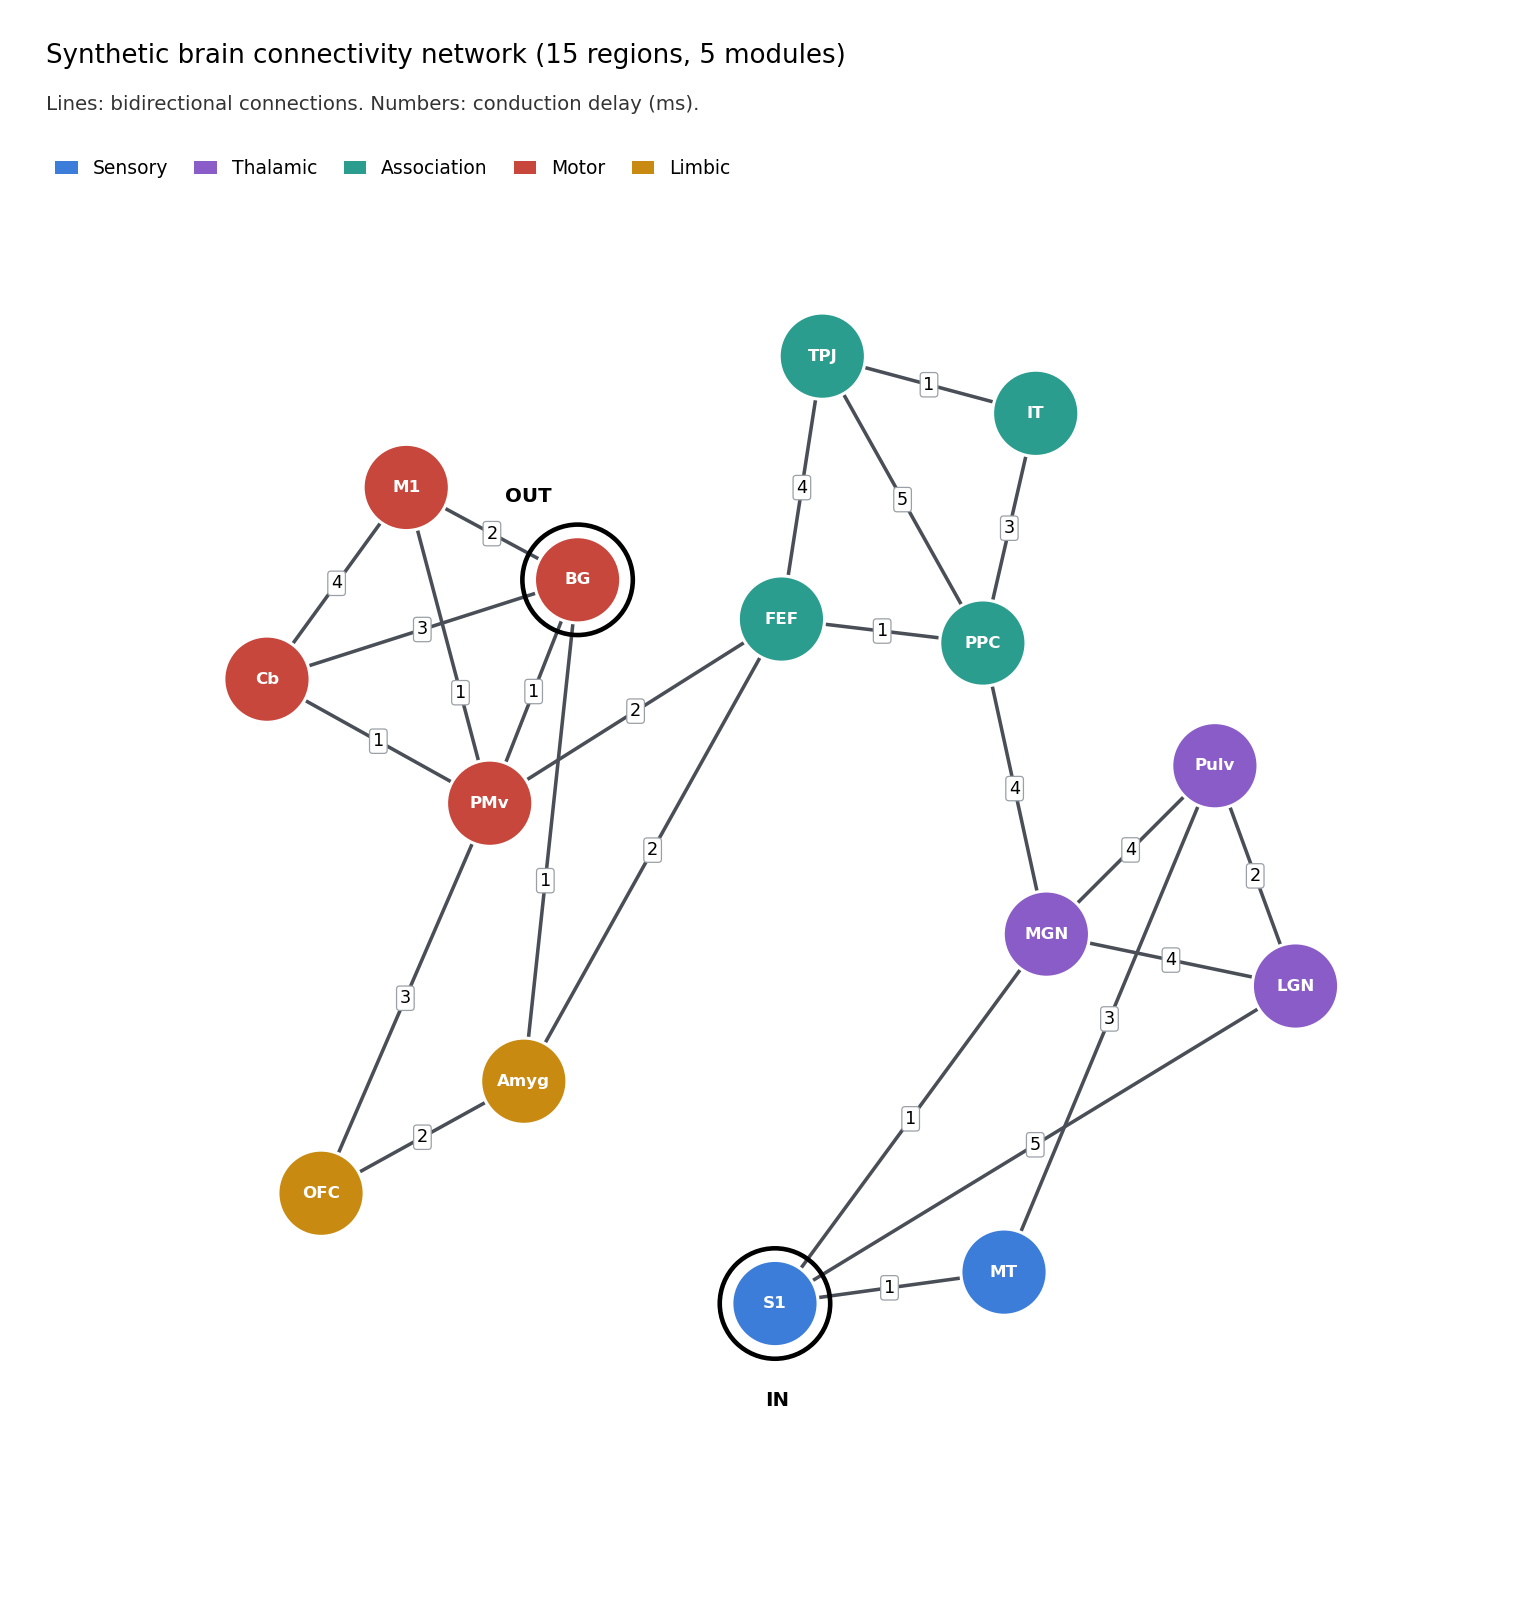 Synthetic brain connectivity network (15 regions, 5 modules)
Lines: bidirectional connections. Numbers: conduction delay (ms).
Sensory Thalamic Association Motor Limbic
TPJ
1
IT
M1
OUT
4
5
2
3
BG
4
FEF
1
PPC
3
Cb
1
1
2
1
Pulv
4
PMv
2
4
2
1
MGN
4
LGN
3
3
Amyg
1
2
5
OFC
MT
1
S1
IN